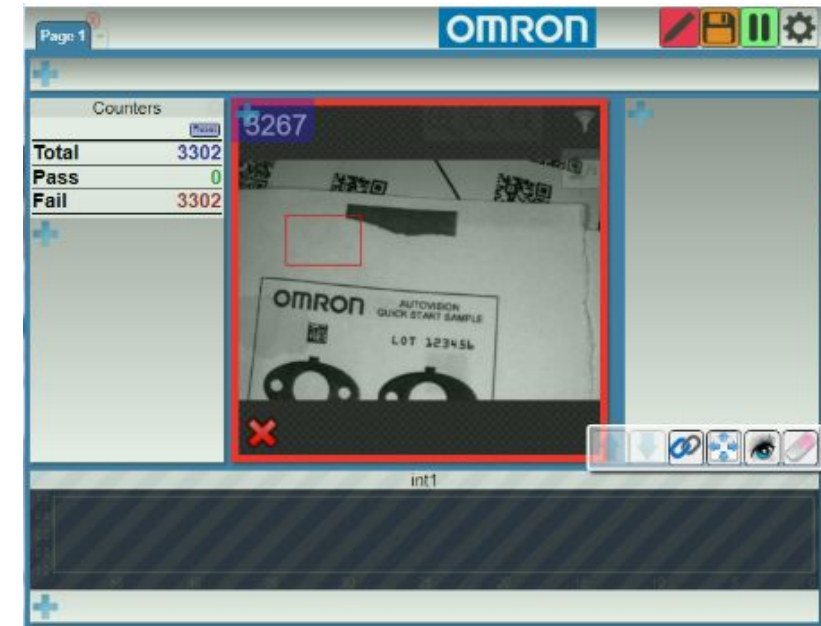 Page 1
OMRON
Counters
Reset
Total 3302
Pass 0
Fail 3302
3267
OMRON
AUTOVISION
QUICK START SAMPLE
LOT 123456
int1